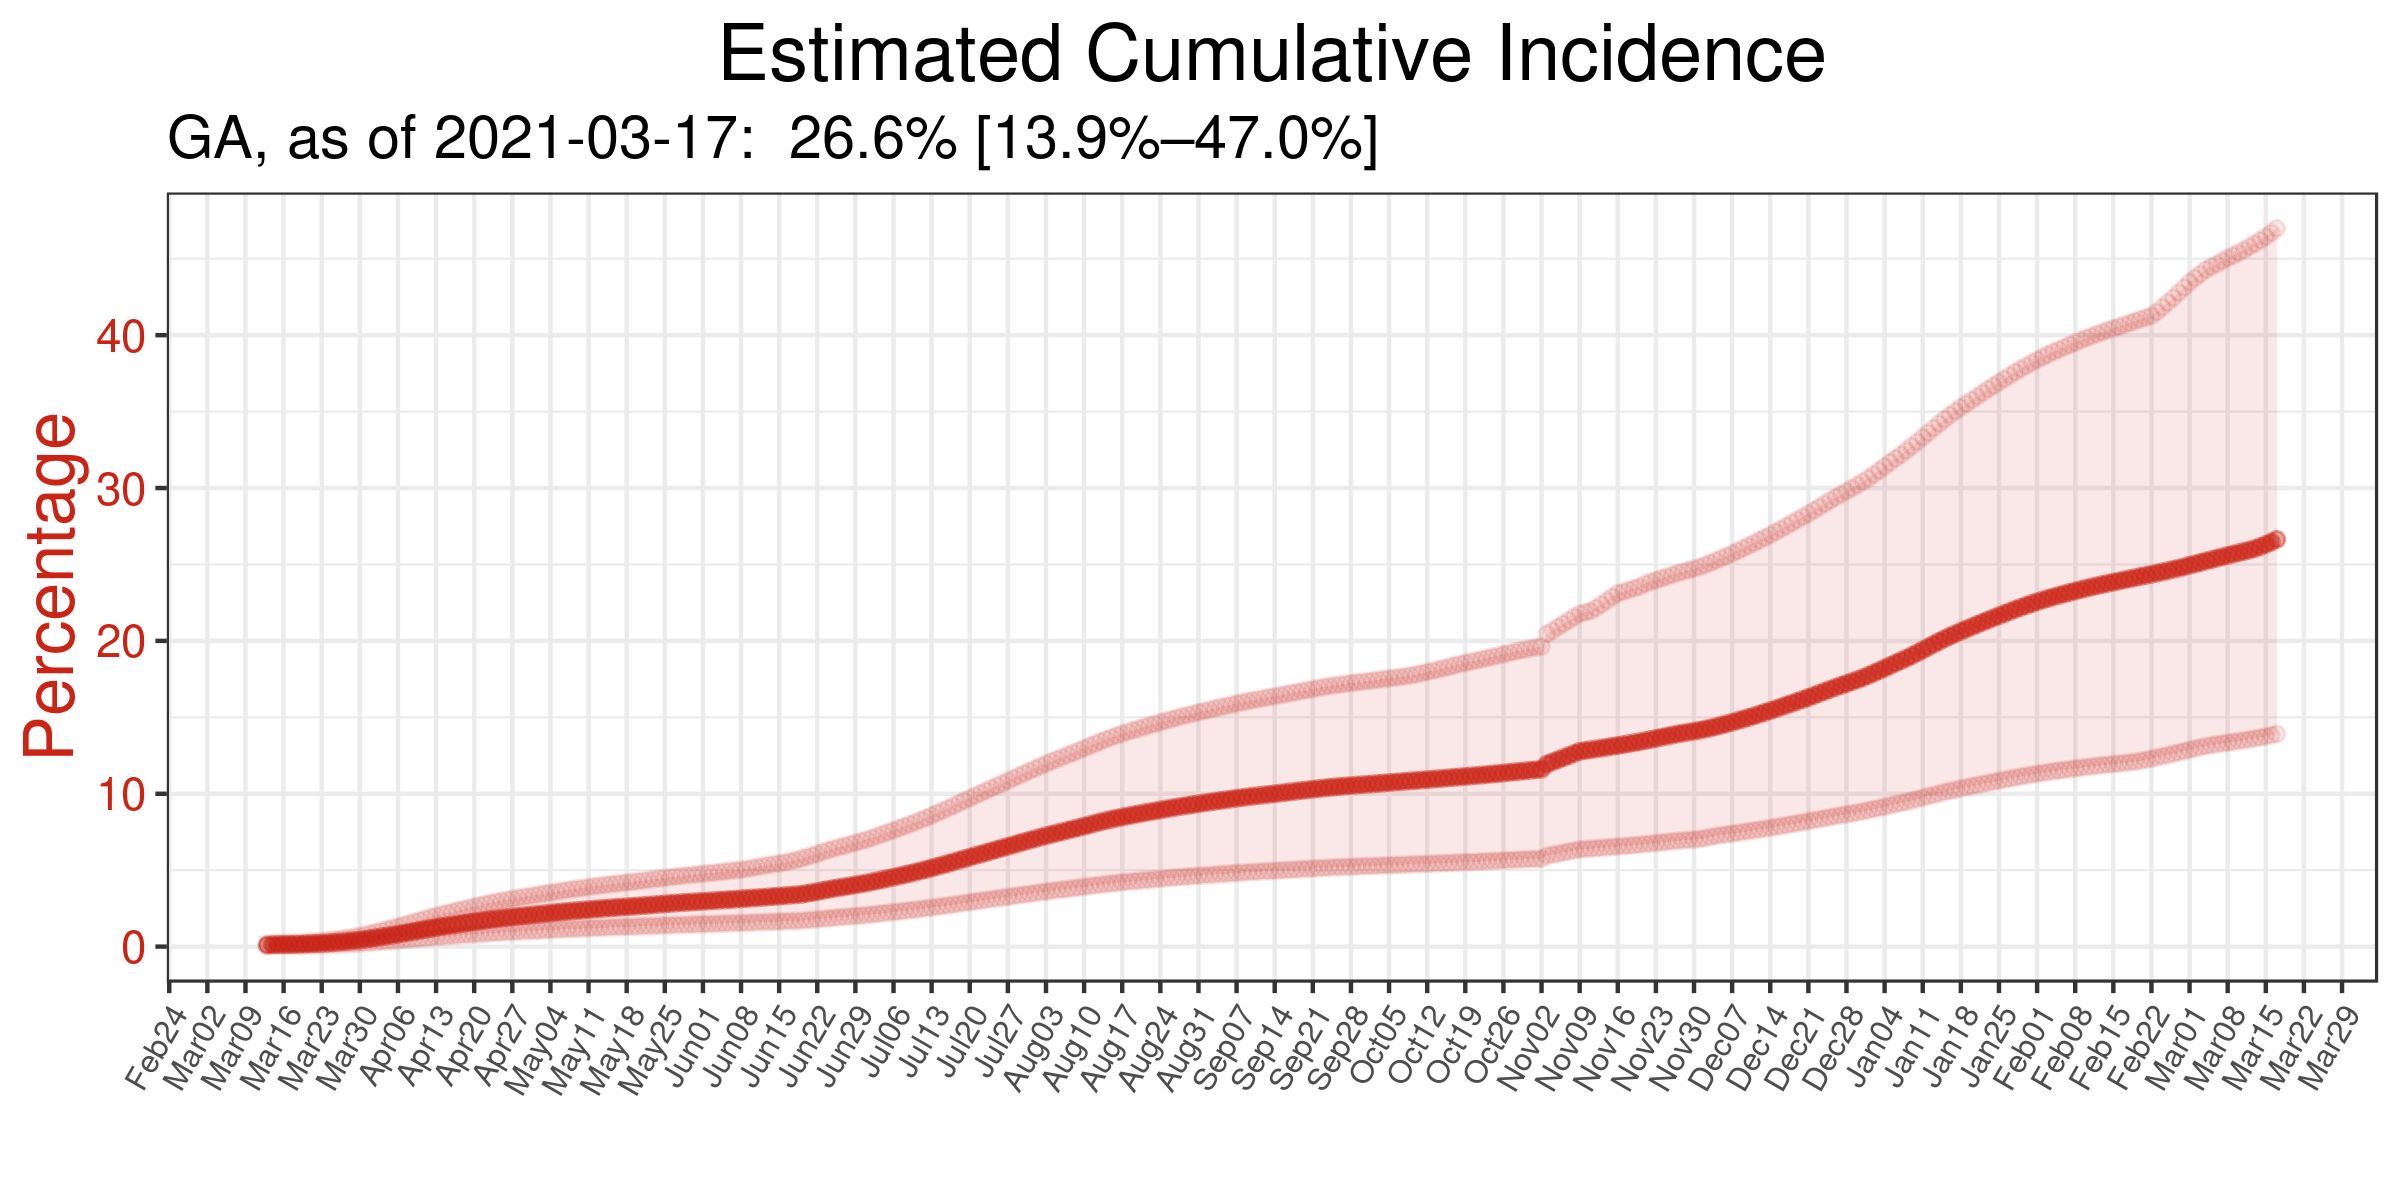 Estimated Cumulative Incidence
GA, as of 2021-03-17:  26.6% [13.9%–47.0%]
Percentage
40
30
20
10
0
Feb24
Mar02
Mar09
Mar16
Mar23
Mar30
Apr06
Apr13
Apr20
Apr27
May04
May11
May18
May25
Jun01
Jun08
Jun15
Jun22
Jun29
Jul06
Jul13
Jul20
Jul27
Aug03
Aug10
Aug17
Aug24
Aug31
Sep07
Sep14
Sep21
Sep28
Oct05
Oct12
Oct19
Oct26
Nov02
Nov09
Nov16
Nov23
Nov30
Dec07
Dec14
Dec21
Dec28
Jan04
Jan11
Jan18
Jan25
Feb01
Feb08
Feb15
Feb22
Mar01
Mar08
Mar15
Mar22
Mar29